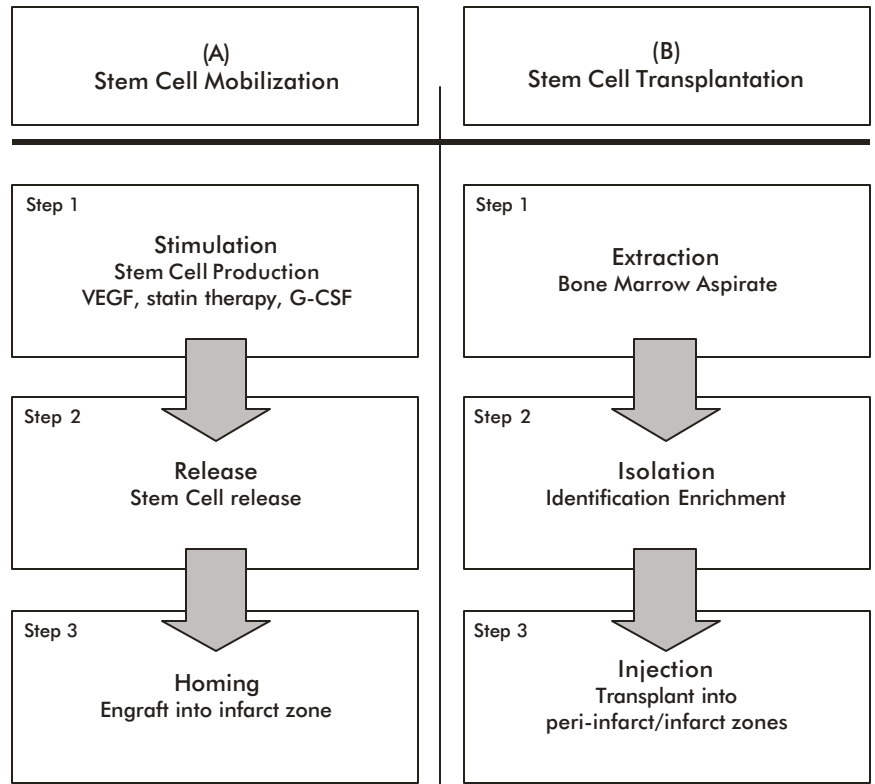 (A)
Stem Cell Mobilization
(B)
Stem Cell Transplantation
Step 1
Stimulation
Stem Cell Production
VEGF, statin therapy, G-CSF
Step 2
Release
Stem Cell release
Step 3
Homing
Engraft into infarct zone
Step 1
Extraction
Bone Marrow Aspirate
Step 2
Isolation
Identification Enrichment
Step 3
Injection
Transplant into
peri-infarct/infarct zones